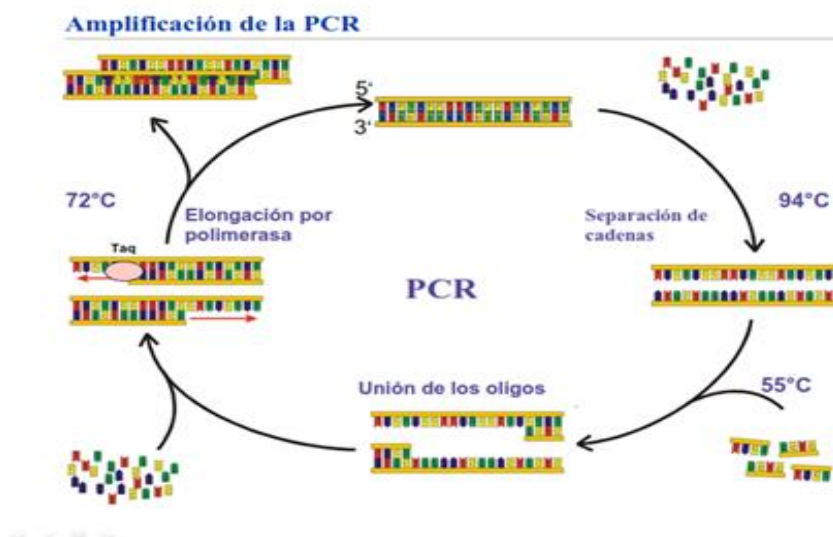 Amplificación de la PCR
5'
3'
72°C
Elongación por
polimerasa
Separación de
cadenas
94°C
Taq
PCR
Unión de los oligos
55°C